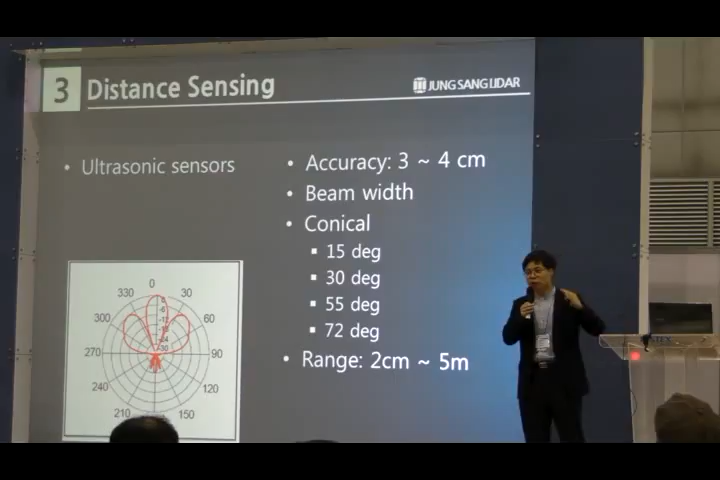 3 Distance Sensing
JUNG SANG LIDAR
• Ultrasonic sensors
• Accuracy: 3 ~ 4 cm
• Beam width
• Conical
▪ 15 deg
▪ 30 deg
▪ 55 deg
▪ 72 deg
• Range: 2cm ~ 5m
0
330 30
300 60
270 90
240 120
210 150